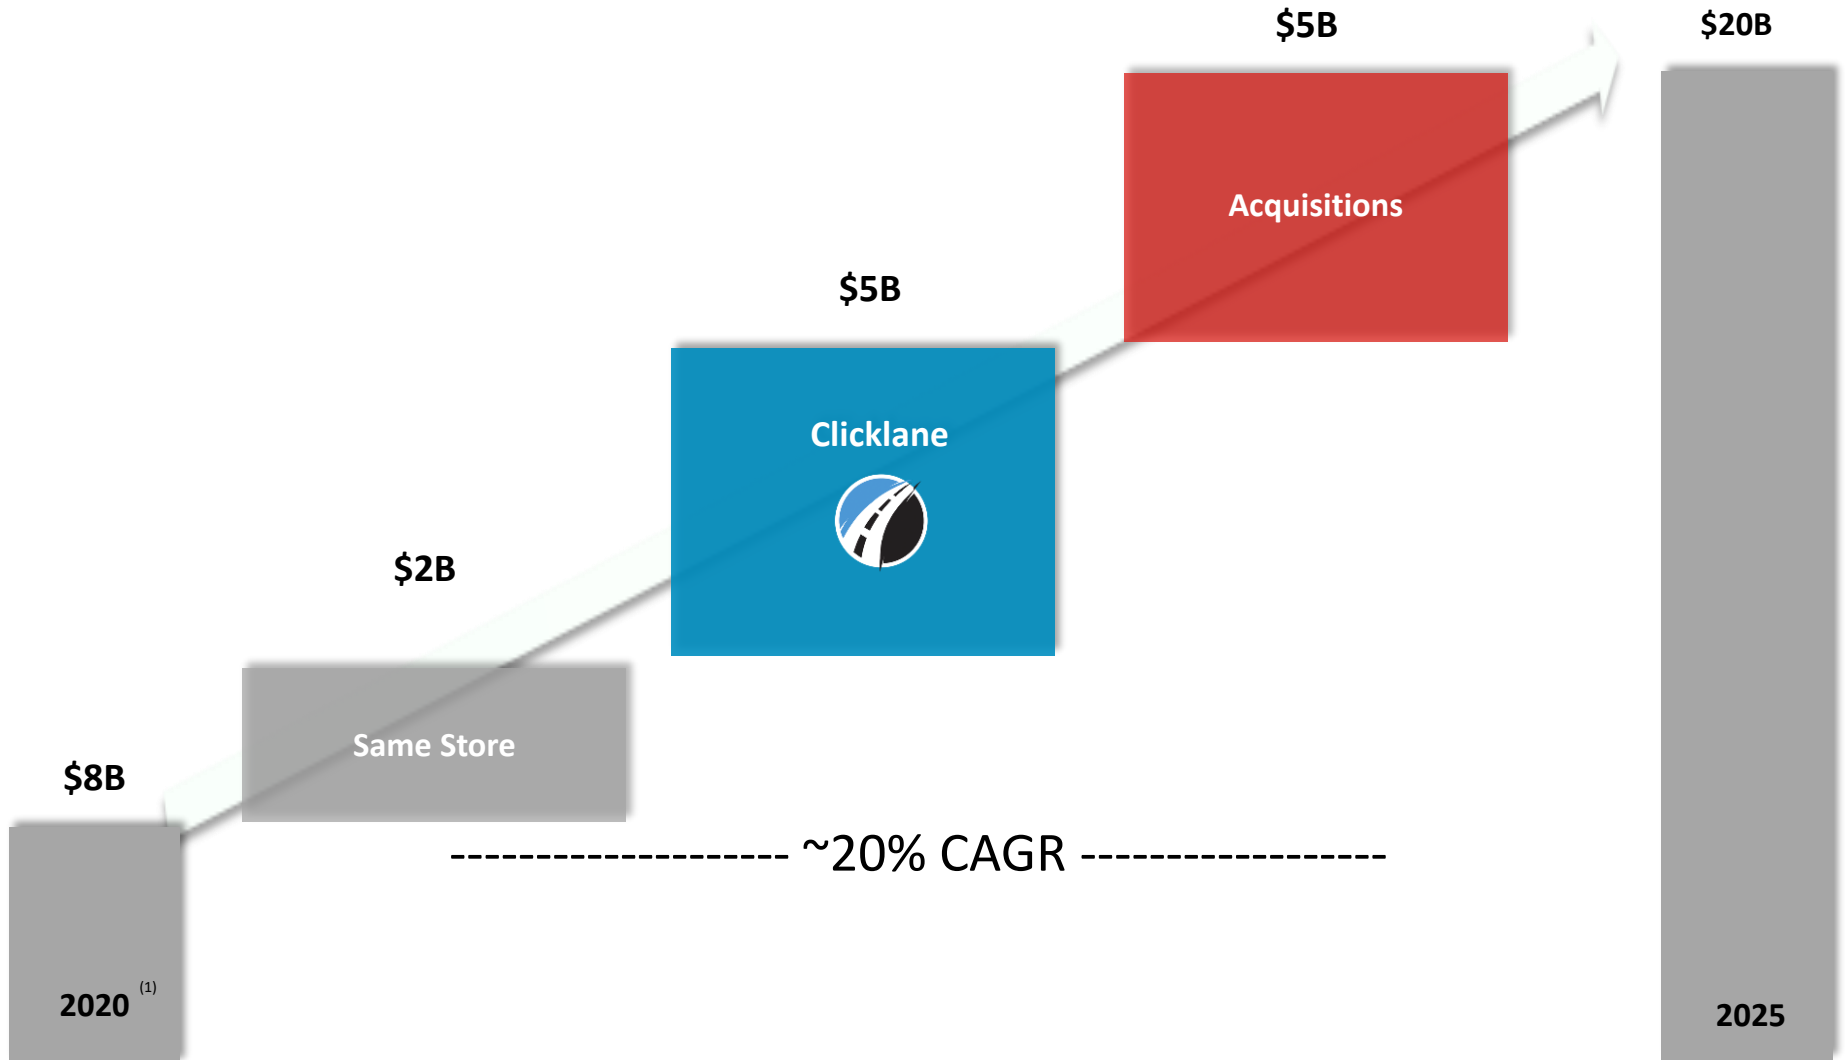 $5B
$20B
Acquisitions
$5B
Clicklane
$2B
Same Store
$8B
-------------------- ~20% CAGR ------------------
2020 (1)
2025